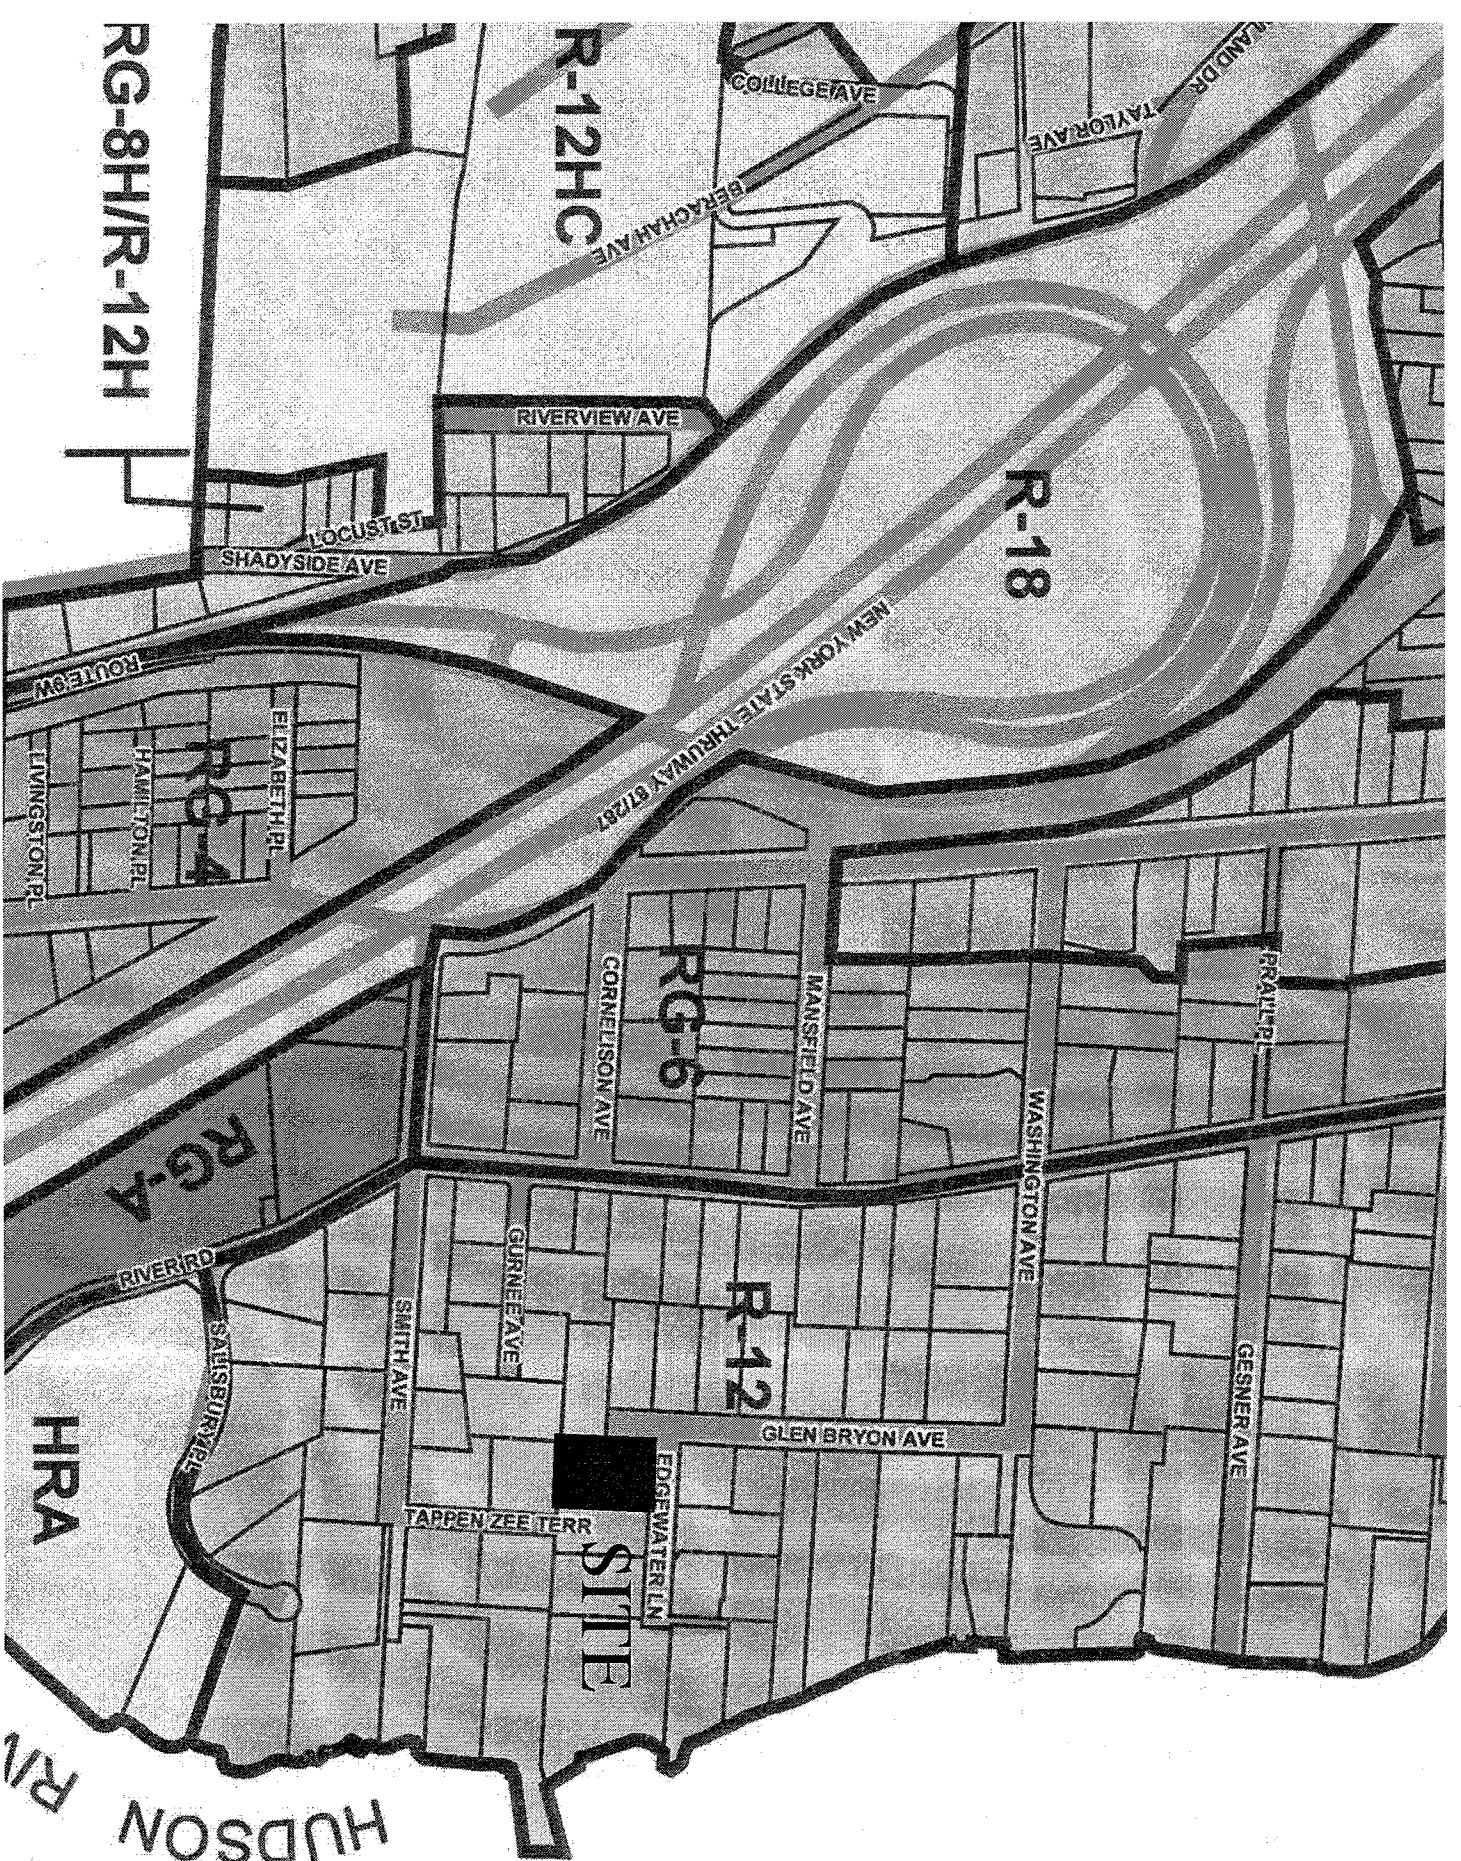 RG-8H/R-12H
R-12HC
COLLEGE AVE
LAND DR
TAYLOR AVE
BERACHAH AVE
RIVERVIEW AVE
R-18
LOCUST ST
SHADYSIDE AVE
NEW YORK STATE THRUWAY 87/287
ROUTE 9W
ELIZABETH PL
HAMILTON PL
LIVINGSTON PL
RG-4
CORNELISON AVE
RG-6
MANSFIELD AVE
PRALL PL
WASHINGTON AVE
RG-A
RIVER RD
GURNEE AVE
SMITH AVE
R-12
SALISBURY PL
GESNER AVE
GLEN BRYON AVE
HRA
EDGEWATER LN
TAPPEN ZEE TERR
SITE
HUDSON
RIV